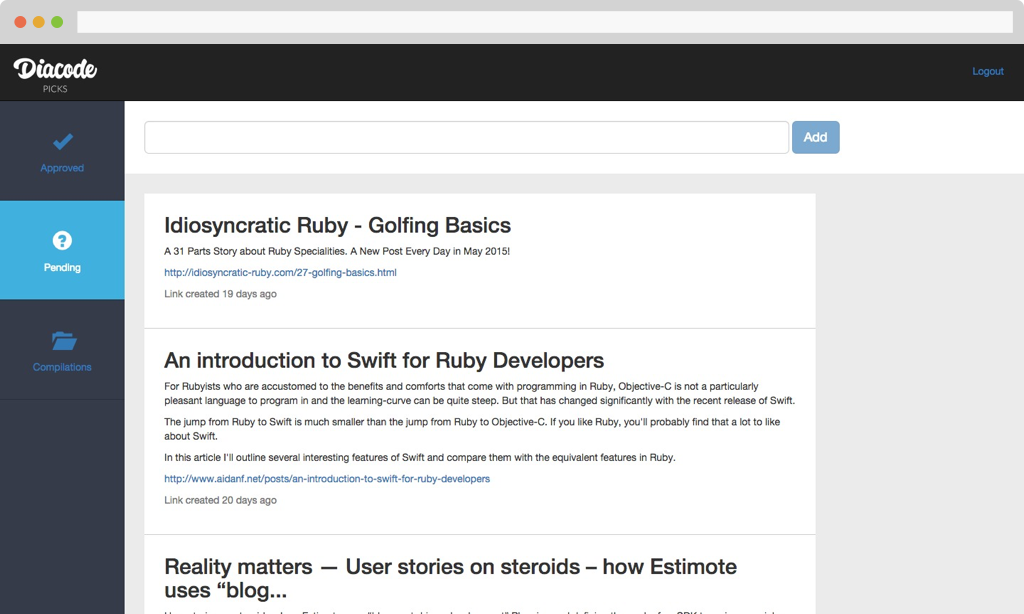 Diacode
PICKS
Logout
Approved
Pending
Compilations
Add
Idiosyncratic Ruby - Golfing Basics
A 31 Parts Story about Ruby Specialities. A New Post Every Day in May 2015!
http://idiosyncratic-ruby.com/27-golfing-basics.html
Link created 19 days ago
An introduction to Swift for Ruby Developers
For Rubyists who are accustomed to the benefits and comforts that come with programming in Ruby, Objective-C is not a particularly
pleasant language to program in and the learning-curve can be quite steep. But that has changed significantly with the recent release of Swift.
The jump from Ruby to Swift is much smaller than the jump from Ruby to Objective-C. If you like Ruby, you'll probably find that a lot to like
about Swift.
In this article I'll outline several interesting features of Swift and compare them with the equivalent features in Ruby.
http://www.aidanf.net/posts/an-introduction-to-swift-for-ruby-developers
Link created 20 days ago
Reality matters — User stories on steroids – how Estimote
uses “blog...